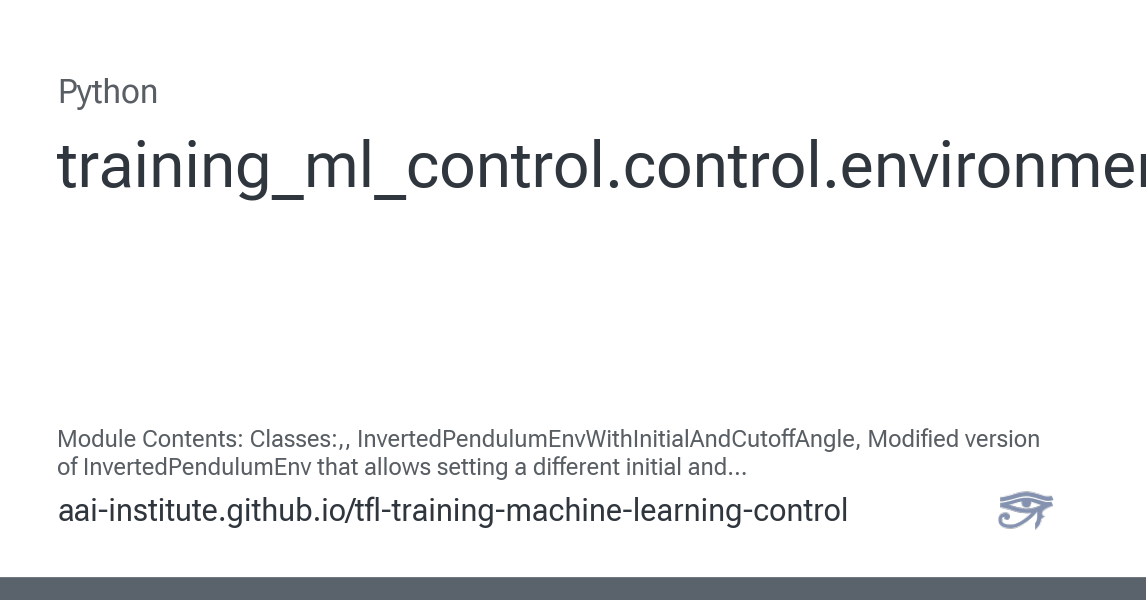 Python
training_ml_control.control.environmen
Module Contents: Classes:,, InvertedPendulumEnvWithInitialAndCutoffAngle, Modified version
of InvertedPendulumEnv that allows setting a different initial and...
aai-institute.github.io/tfl-training-machine-learning-control